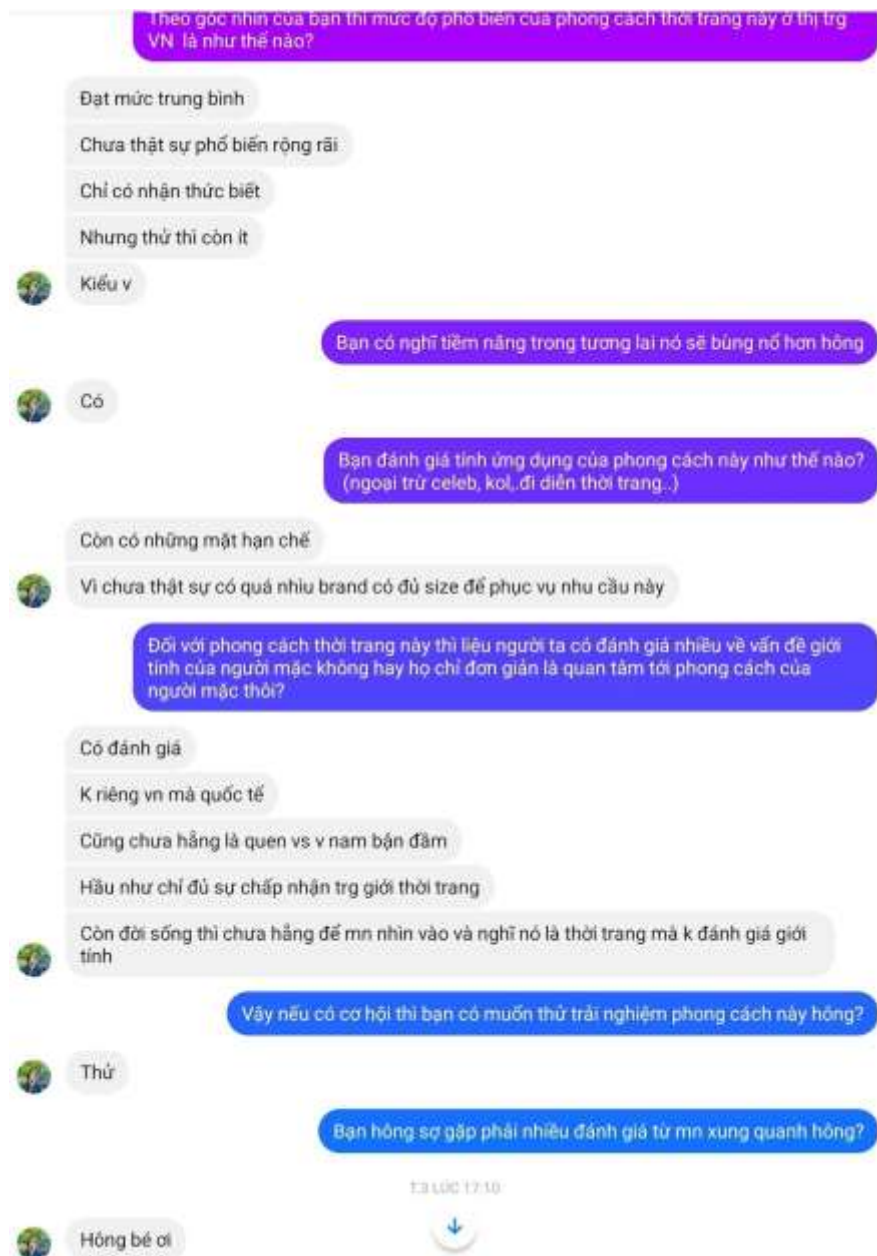 Theo góc nhìn của bạn thì mức độ phổ biến của phong cách thời trang này ở thị trg
VN là như thế nào?
Đạt mức trung bình
Chưa thật sự phổ biến rộng rãi
Chỉ có nhận thức biết
Nhưng thử thì còn ít
Kiểu v
Bạn có nghĩ tiềm năng trong tương lai nó sẽ bùng nổ hơn hông
Có
Bạn đánh giá tính ứng dụng của phong cách này như thế nào?
(ngoại trừ celeb, kol,.đi diễn thời trang..)
Còn có những mặt hạn chế
Vì chưa thật sự có quá nhìu brand có đủ size để phục vụ nhu cầu này
Đối với phong cách thời trang này thì liệu người ta có đánh giá nhiều về vấn đề giới
tính của người mặc không hay họ chỉ đơn giản là quan tâm tới phong cách của
người mặc thôi?
Có đánh giá
K riêng vn mà quốc tế
Cũng chưa hẳng là quen vs v nam bận đầm
Hầu như chỉ đủ sự chấp nhận trg giới thời trang
Còn đời sống thì chưa hẳng để mn nhìn vào và nghĩ nó là thời trang mà k đánh giá giới
tính
Vậy nếu có cơ hội thì bạn có muốn thử trải nghiệm phong cách này hông?
Thử
Bạn hông sợ gặp phải nhiều đánh giá từ mn xung quanh hông?
T.3 LÚC 17:10
Hông bé ơi